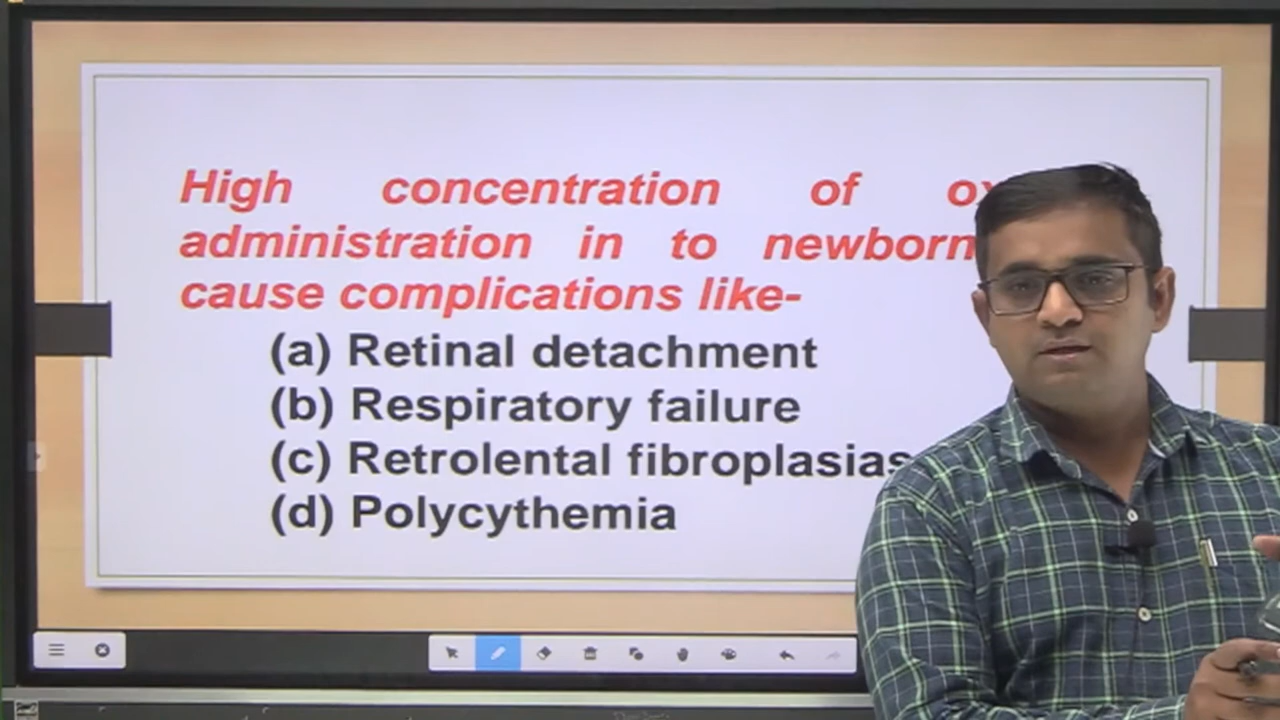 High concentration of
administration in to newborn
cause complications like-
(a) Retinal detachment
(b) Respiratory failure
(c) Retrolental fibroplasias
(d) Polycythemia